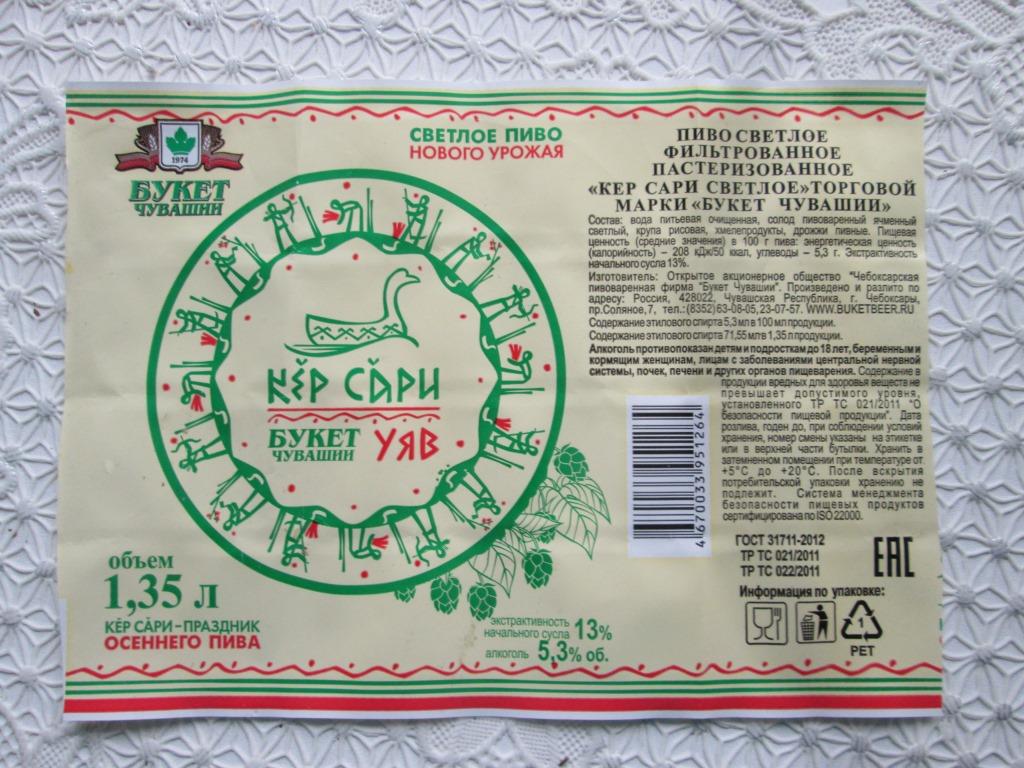 1974
БУКЕТ
ЧУВАШИИ
СВЕТЛОЕ ПИВО
НОВОГО УРОЖАЯ
КӖР СӐРИ
БУКЕТ
ЧУВАШИИ
УЯВ
объем
1,35 л
КӖР СӐРИ – ПРАЗДНИК
ОСЕННЕГО ПИВА
экстрактивность
начального сусла 13%
алкоголь 5,3% об.
ПИВО СВЕТЛОЕ
ФИЛЬТРОВАННОЕ
ПАСТЕРИЗОВАННОЕ
«КЕР САРИ СВЕТЛОЕ» ТОРГОВОЙ
МАРКИ «БУКЕТ ЧУВАШИИ»
Состав: вода питьевая очищенная, солод пивоваренный ячменный
светлый, крупа рисовая, хмелепродукты, дрожжи пивные. Пищевая
ценность (средние значения) в 100 г пива: энергетическая ценность
(калорийность) – 208 кДж/50 ккал, углеводы – 5,3 г. Экстрактивность
начального сусла 13%.
Изготовитель: Открытое акционерное общество "Чебоксарская
пивоваренная фирма "Букет Чувашии". Произведено и разлито по
адресу: Россия, 428022, Чувашская Республика, г. Чебоксары,
пр.Соляное,7, тел.:(8352)63-08-05,23-07-57. WWW.BUKETBEER.RU
Содержание этилового спирта 5,3 мл в 100 мл продукции.
Содержание этилового спирта 71,55 мл в 1,35 л продукции.
Алкоголь противопоказан детям и подросткам до 18 лет, беременным и
кормящим женщинам, лицам с заболеваниями центральной нервной
системы, почек, печени и других органов пищеварения. Содержание в
продукции вредных для здоровья веществ не
превышает допустимого уровня,
установленного ТР ТС 021/2011 "О
безопасности пищевой продукции". Дата
розлива, годен до, при соблюдении условий
хранения, номер смены указаны на этикетке
или в верхней части бутылки. Хранить в
затемненном помещении при температуре от
+5°С до +20°С. После вскрытия
потребительской упаковки хранению не
подлежит. Система менеджмента
безопасности пищевых продуктов
сертифицирована по ISO 22000.
4 670033 951264
ГОСТ 31711-2012
ТР ТС 021/2011
ТР ТС 022/2011
EAC
Информация по упаковке:
1
PET